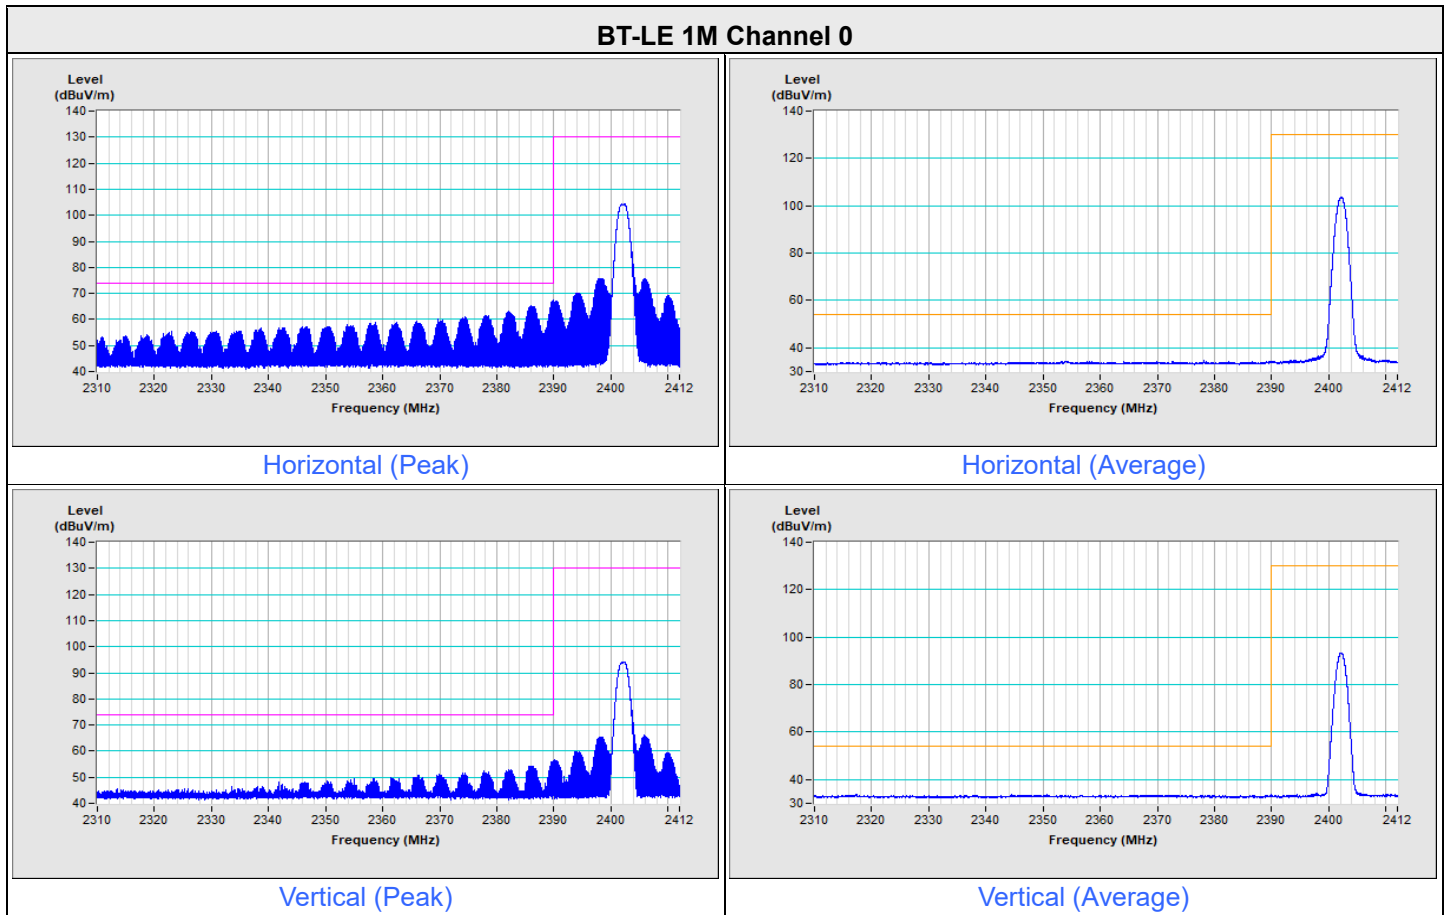 BT-LE 1M Channel 0
Level
(dBuV/m)
140
130
120
110
100
90
80
70
60
50
40
2310 2320 2330 2340 2350 2360 2370 2380 2390 2400 2412
Frequency (MHz)
Horizontal (Peak)
Level
(dBuV/m)
140
120
100
80
60
40
30
2310 2320 2330 2340 2350 2360 2370 2380 2390 2400 2412
Frequency (MHz)
Horizontal (Average)
Level
(dBuV/m)
140
130
120
110
100
90
80
70
60
50
40
2310 2320 2330 2340 2350 2360 2370 2380 2390 2400 2412
Frequency (MHz)
Vertical (Peak)
Level
(dBuV/m)
140
120
100
80
60
40
30
2310 2320 2330 2340 2350 2360 2370 2380 2390 2400 2412
Frequency (MHz)
Vertical (Average)